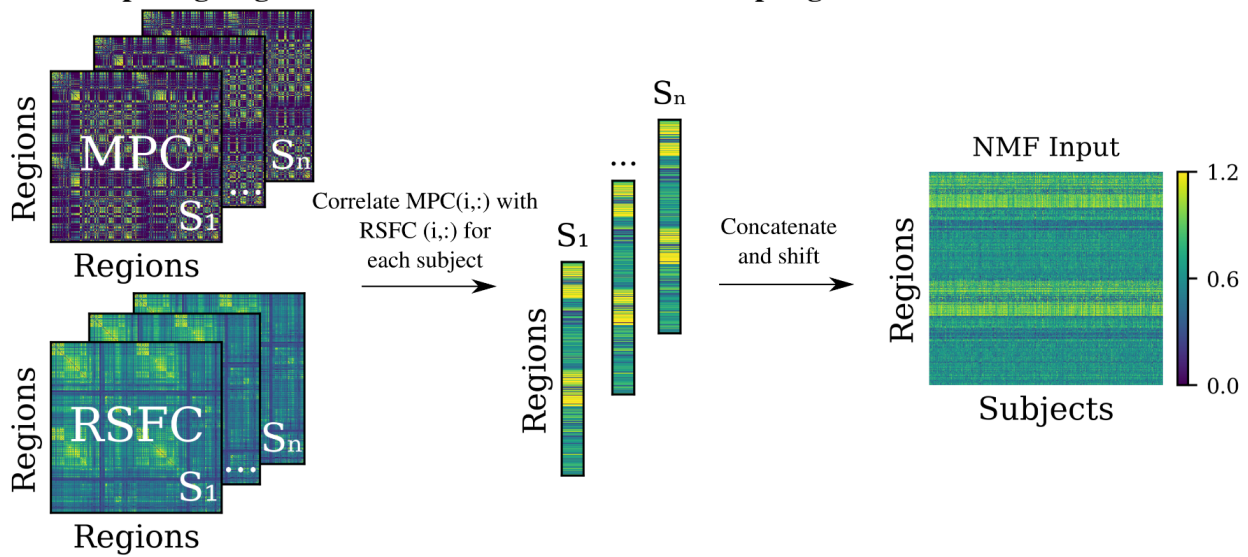 MPC
Regions
S₁
...
Sₙ
Regions
RSFC
Regions
S₁
...
Sₙ
Regions
Correlate MPC(i,:) with
RSFC (i,:) for
each subject
S₁
...
Sₙ
Regions
Concatenate
and shift
NMF Input
Regions
Subjects
1.2
0.6
0.0